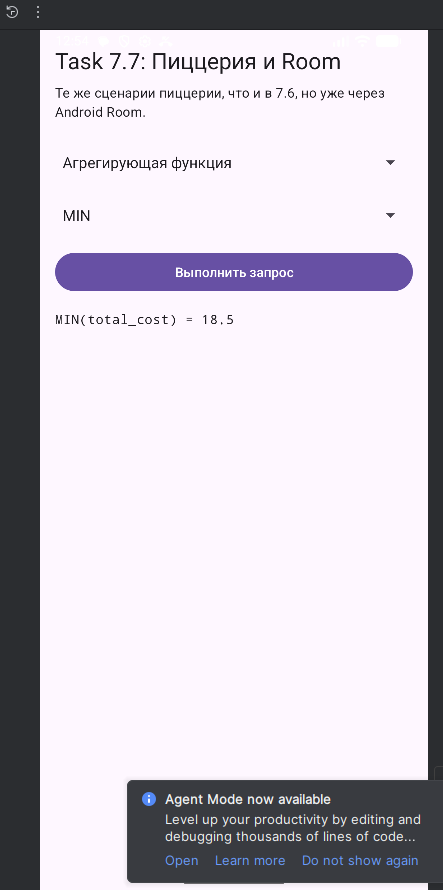 Task 7.7: Пиццерия и Room
Те же сценарии пиццерии, что и в 7.6, но уже через
Android Room.
Агрегирующая функция
MIN
Выполнить запрос
MIN(total_cost) = 18.5
Agent Mode now available
Level up your productivity by editing and
debugging thousands of lines of code...
Open Learn more Do not show again